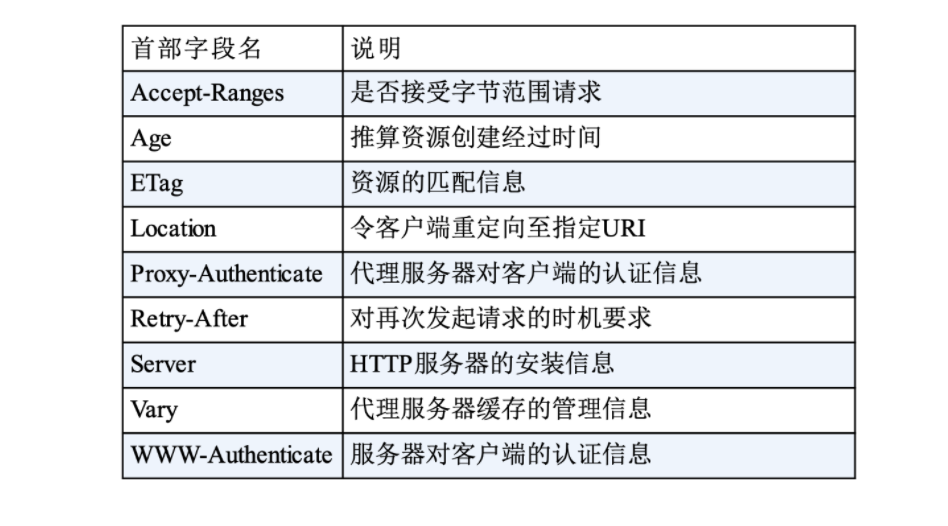 首部字段名 说明
Accept-Ranges 是否接受字节范围请求
Age 推算资源创建经过时间
ETag 资源的匹配信息
Location 令客户端重定向至指定URI
Proxy-Authenticate 代理服务器对客户端的认证信息
Retry-After 对再次发起请求的时机要求
Server HTTP服务器的安装信息
Vary 代理服务器缓存的管理信息
WWW-Authenticate 服务器对客户端的认证信息